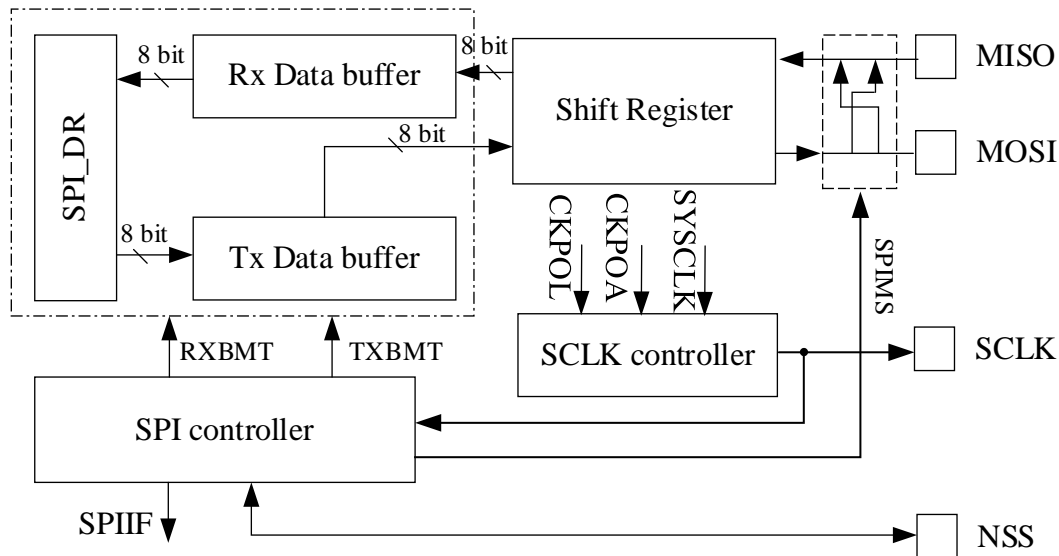 8 bit
Rx Data buffer
8 bit
Shift Register
MISO
8 bit
MOSI
SPI_DR
8 bit
Tx Data buffer
CKPOL
CKPOA
SYSCLK
SPIMS
RXBMT
TXBMT
SCLK controller
SCLK
SPI controller
SPIIF
NSS